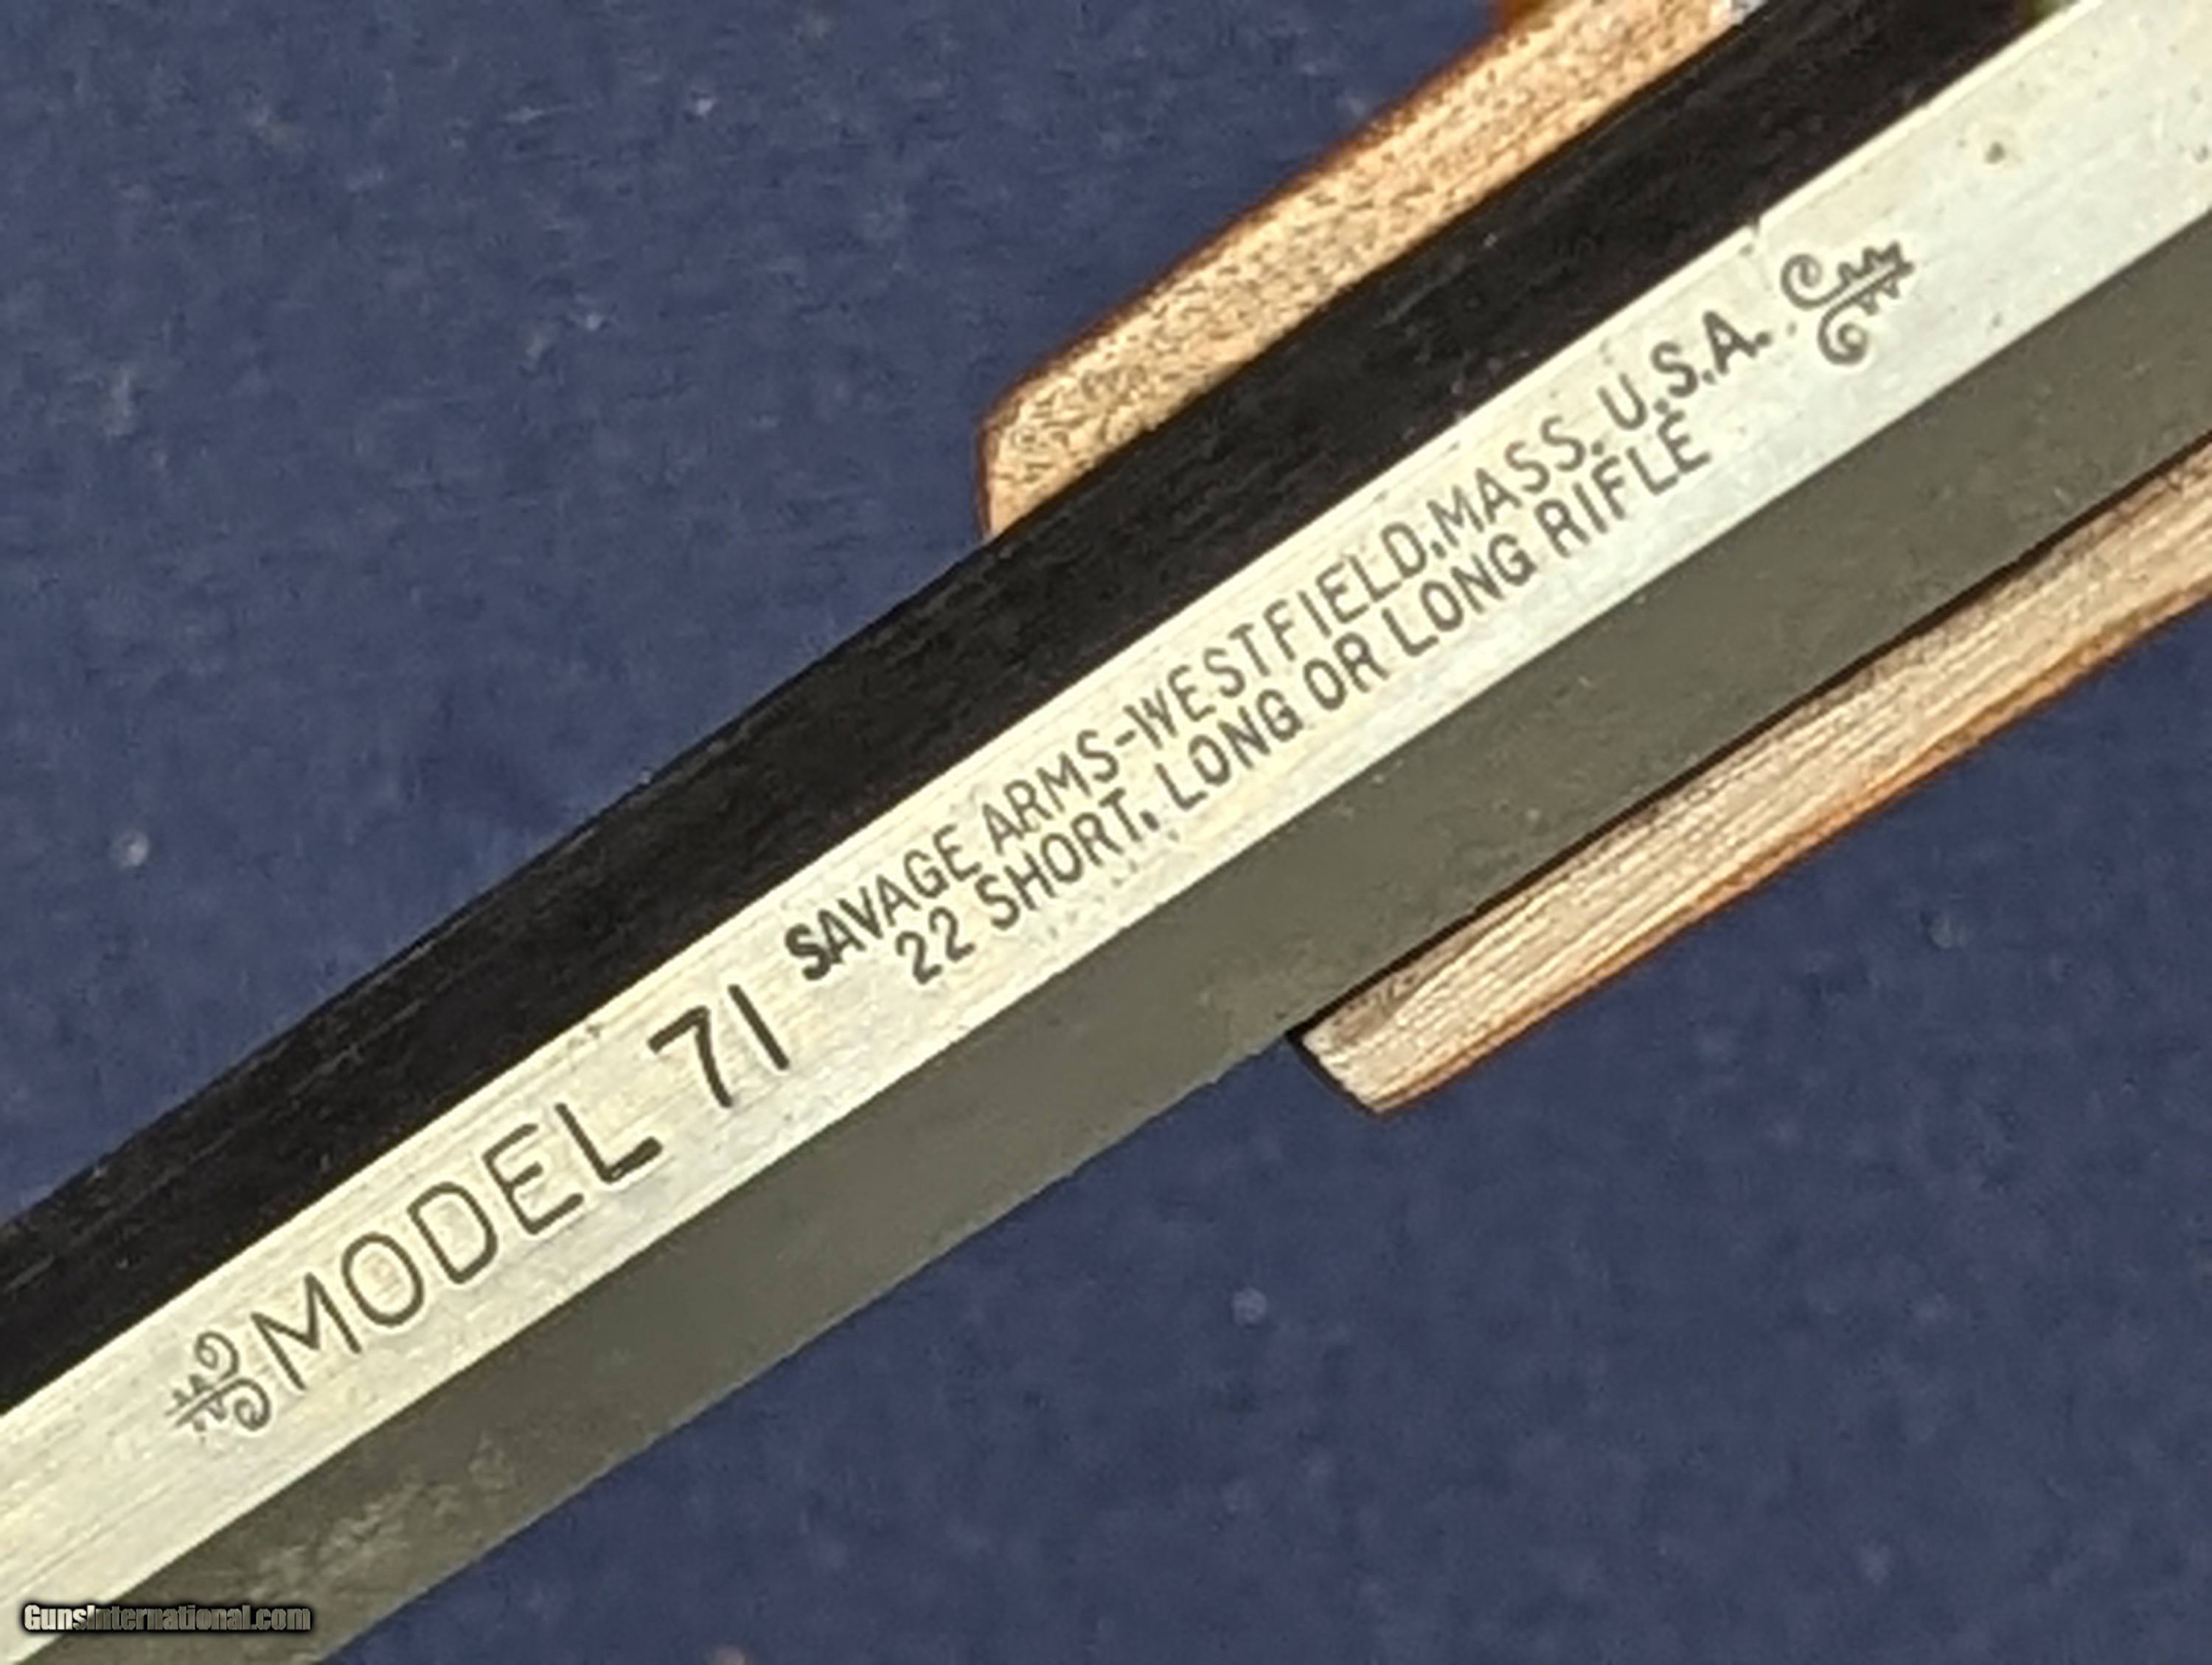 MODEL 71
SAVAGE ARMS-WESTFIELD, MASS. U.S.A.
22 SHORT, LONG OR LONG RIFLE
GunsInternational.com